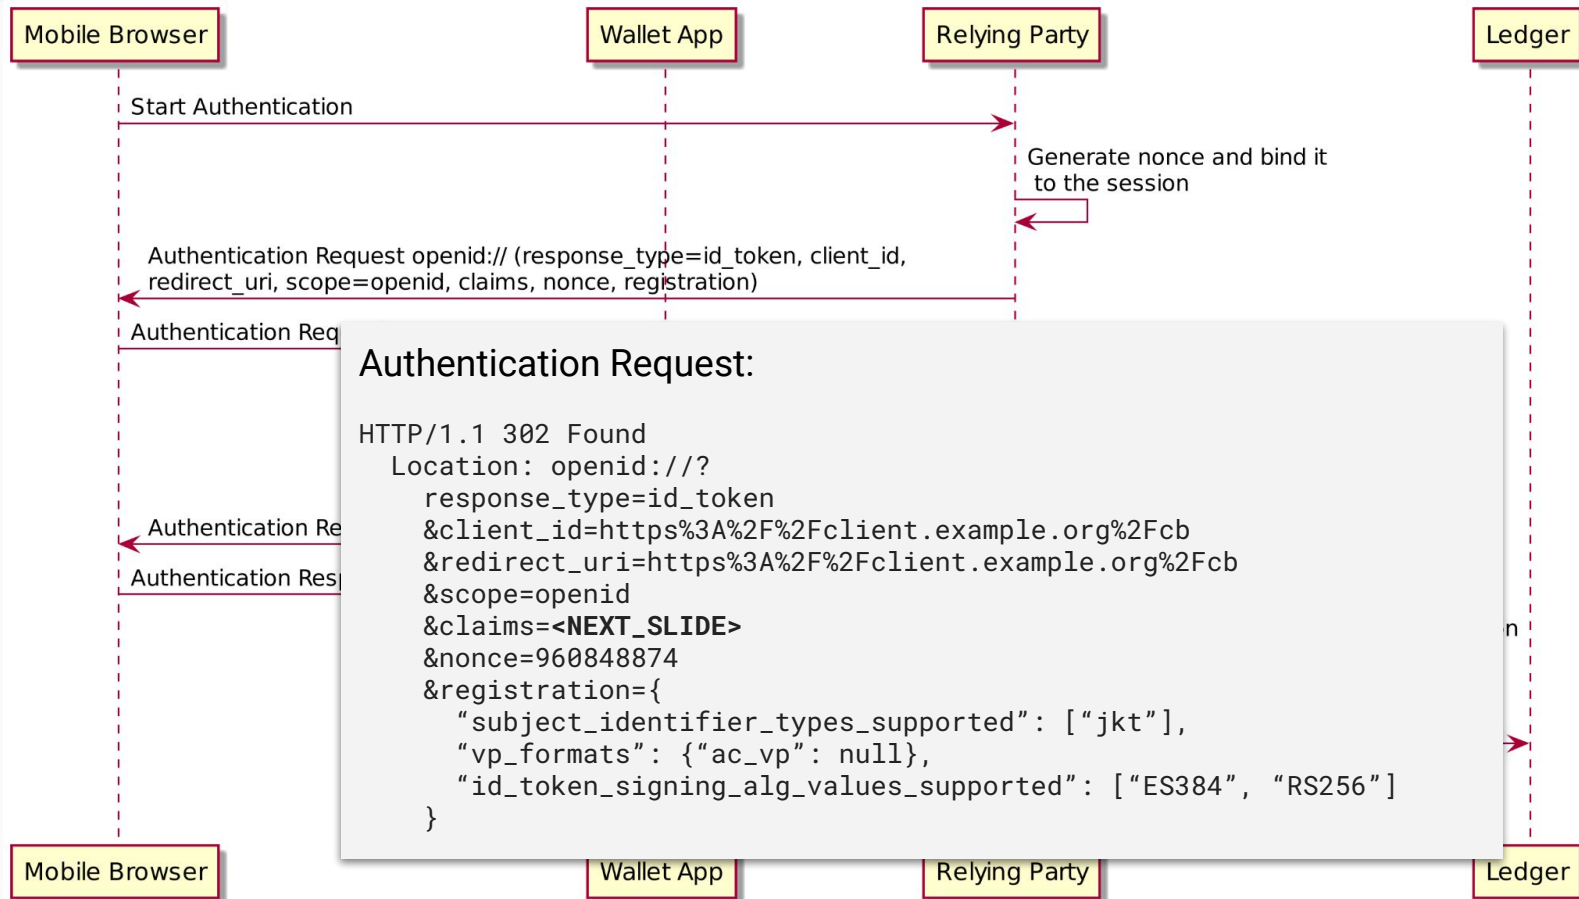 Mobile Browser
Wallet App
Relying Party
Ledger
Start Authentication
Generate nonce and bind it
to the session
Authentication Request openid:// (response_type=id_token, client_id,
redirect_uri, scope=openid, claims, nonce, registration)
Authentication Req
Authentication Request:
HTTP/1.1 302 Found
Location: openid://?
response_type=id_token
&client_id=https%3A%2F%2Fclient.example.org%2Fcb
&redirect_uri=https%3A%2F%2Fclient.example.org%2Fcb
&scope=openid
&claims=<NEXT_SLIDE>
&nonce=960848874
&registration={
“subject_identifier_types_supported”: [“jkt”],
“vp_formats”: {“ac_vp”: null},
“id_token_signing_alg_values_supported”: [“ES384”, “RS256”]
}
Authentication Re
Authentication Resp
n
Mobile Browser
Wallet App
Relying Party
Ledger